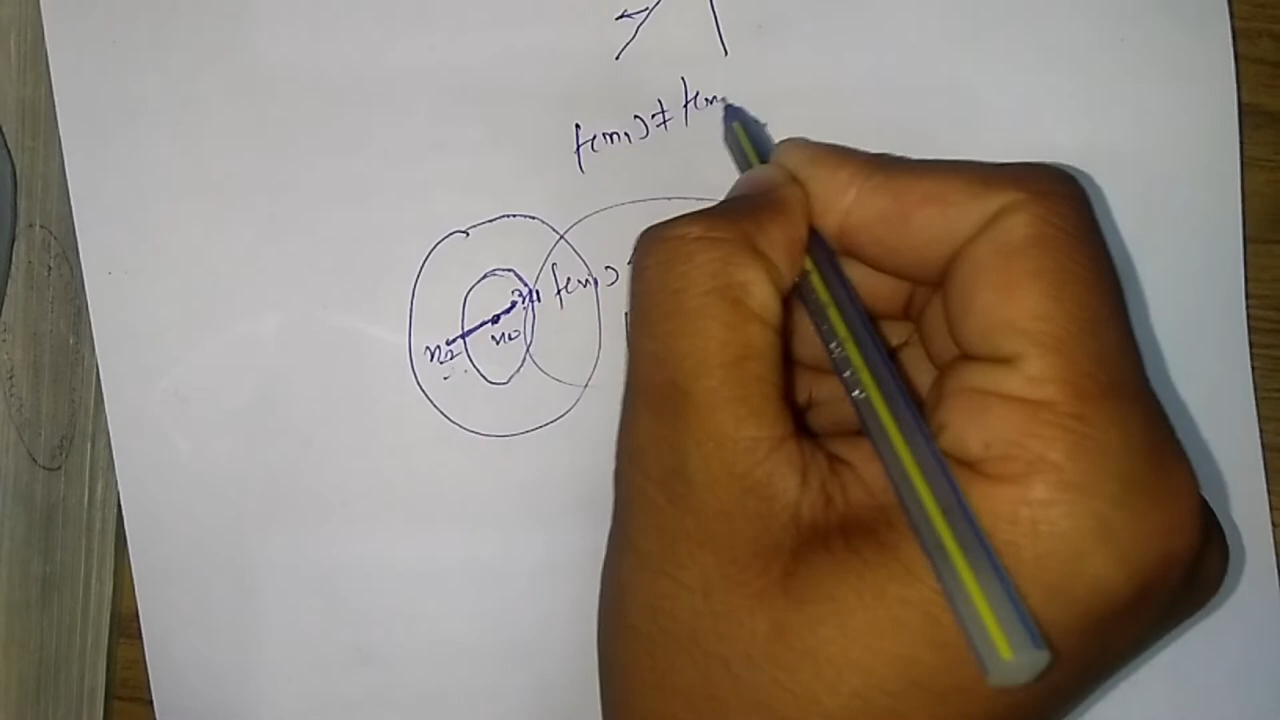 f(x₁) ≠ f(x
x₁ f(x₁)
x₀
x₂